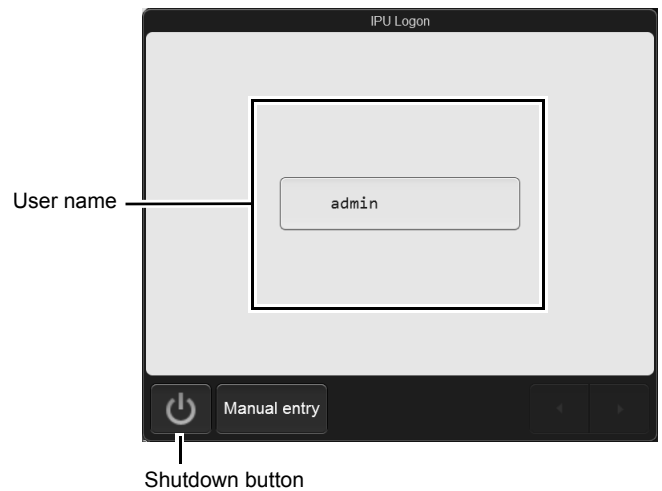 IPU Logon
User name
admin
Manual entry
Shutdown button